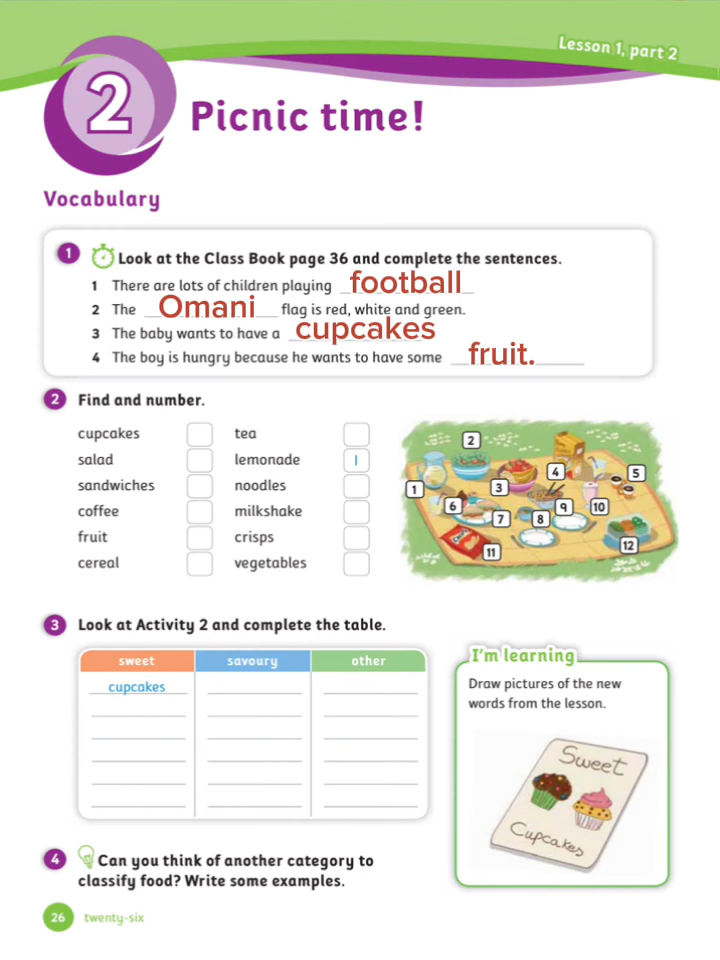 Lesson 1, part 2
2 Picnic time!
Vocabulary
1 Look at the Class Book page 36 and complete the sentences.
1 There are lots of children playing football
2 The Omani flag is red, white and green.
3 The baby wants to have a cupcakes
4 The boy is hungry because he wants to have some fruit.
2 Find and number.
cupcakes tea
salad lemonade 1
sandwiches noodles
coffee milkshake
fruit crisps
cereal vegetables
2
4
5
1
3
6
9
10
7
8
11
12
3 Look at Activity 2 and complete the table.
sweet savoury other
cupcakes
I'm learning
Draw pictures of the new
words from the lesson.
Sweet
Cupcakes
4 Can you think of another category to
classify food? Write some examples.
26 twenty-six